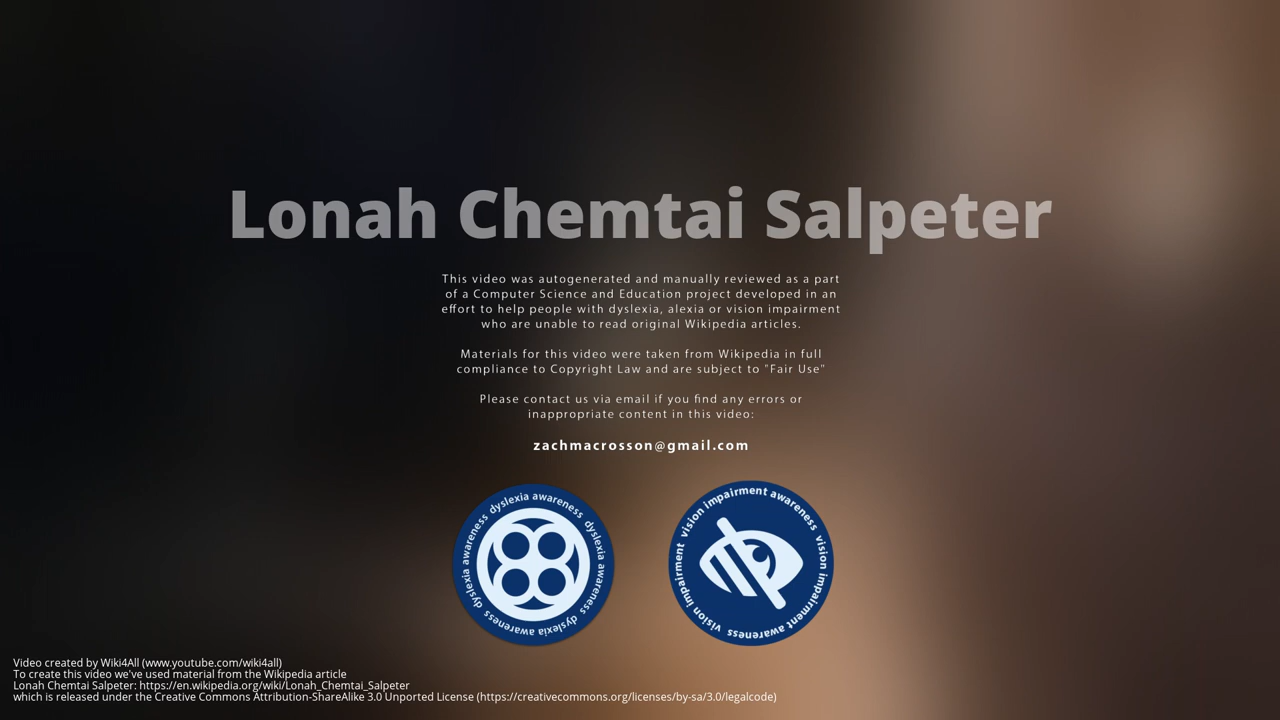 Lonah Chemtai Salpeter
This video was autogenerated and manually reviewed as a part
of a Computer Science and Education project developed in an
effort to help people with dyslexia, alexia or vision impairment
who are unable to read original Wikipedia articles.
Materials for this video were taken from Wikipedia in full
compliance to Copyright Law and are subject to "Fair Use"
Please contact us via email if you find any errors or
inappropriate content in this video:
zachmacrosson@gmail.com
dyslexia awareness dyslexia awareness dyslexia awareness dyslexia awareness
vision impairment awareness vision impairment awareness vision impairment
Video created by Wiki4All (www.youtube.com/wiki4all)
To create this video we've used material from the Wikipedia article
Lonah Chemtai Salpeter: https://en.wikipedia.org/wiki/Lonah_Chemtai_Salpeter
which is released under the Creative Commons Attribution-ShareAlike 3.0 Unported License (https://creativecommons.org/licenses/by-sa/3.0/legalcode)